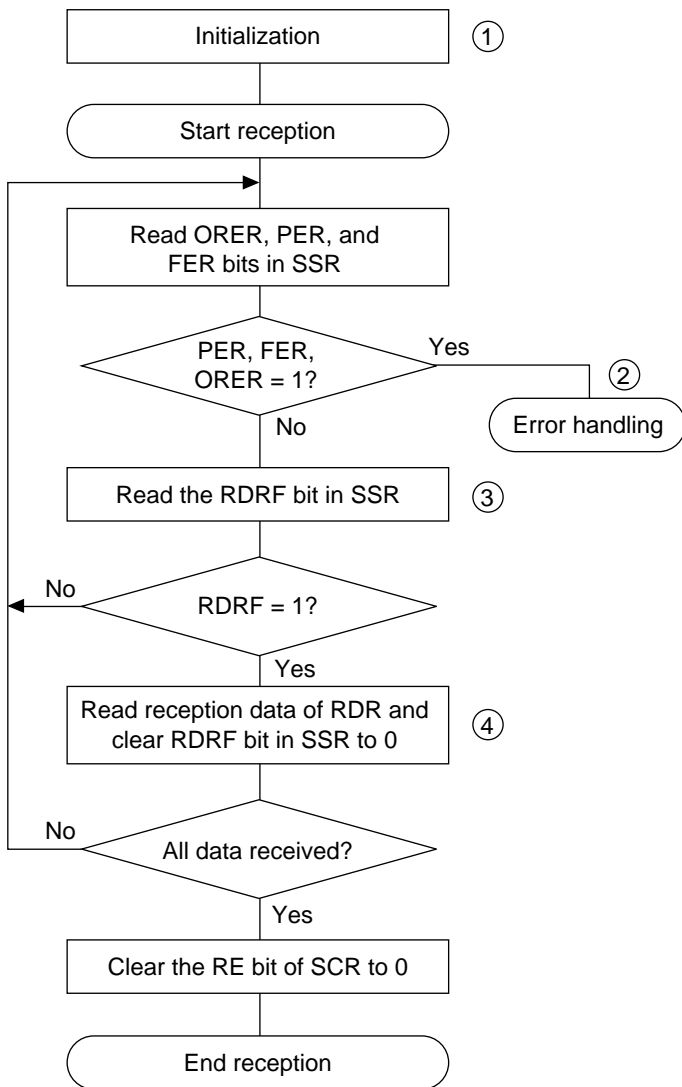 Initialization
①
Start reception
Read ORER, PER, and
FER bits in SSR
PER, FER,
ORER = 1?
Yes
②
Error handling
No
Read the RDRF bit in SSR
③
No
RDRF = 1?
Yes
Read reception data of RDR and
clear RDRF bit in SSR to 0
④
No
All data received?
Yes
Clear the RE bit of SCR to 0
End reception